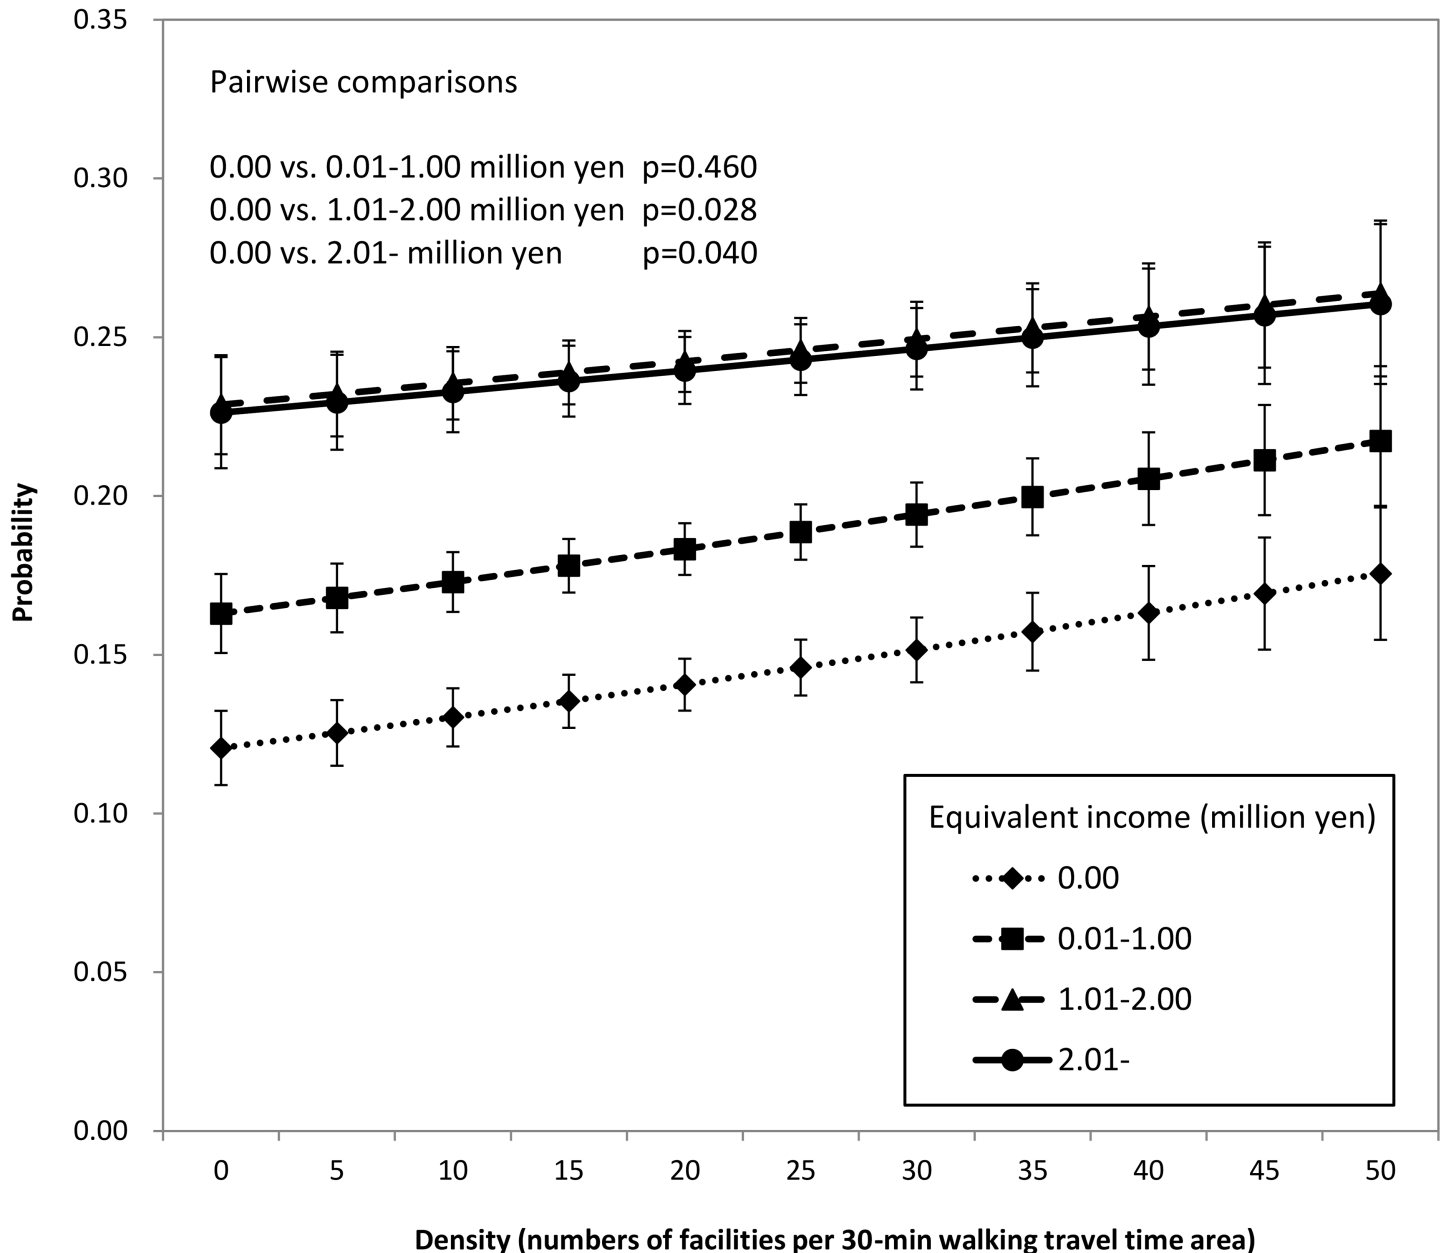 0.35
Pairwise comparisons
0.00 vs. 0.01-1.00 million yen p=0.460
0.30
0.00 vs. 1.01-2.00 million yen p=0.028
0.00 vs. 2.01- million yen p=0.040
0.25
0.20
Probability
0.15
0.10
Equivalent income (million yen)
0.00
0.01-1.00
0.05
1.01-2.00
2.01-
0.00
0 5 10 15 20 25 30 35 40 45 50
Density (numbers of facilities per 30-min walking travel time area)